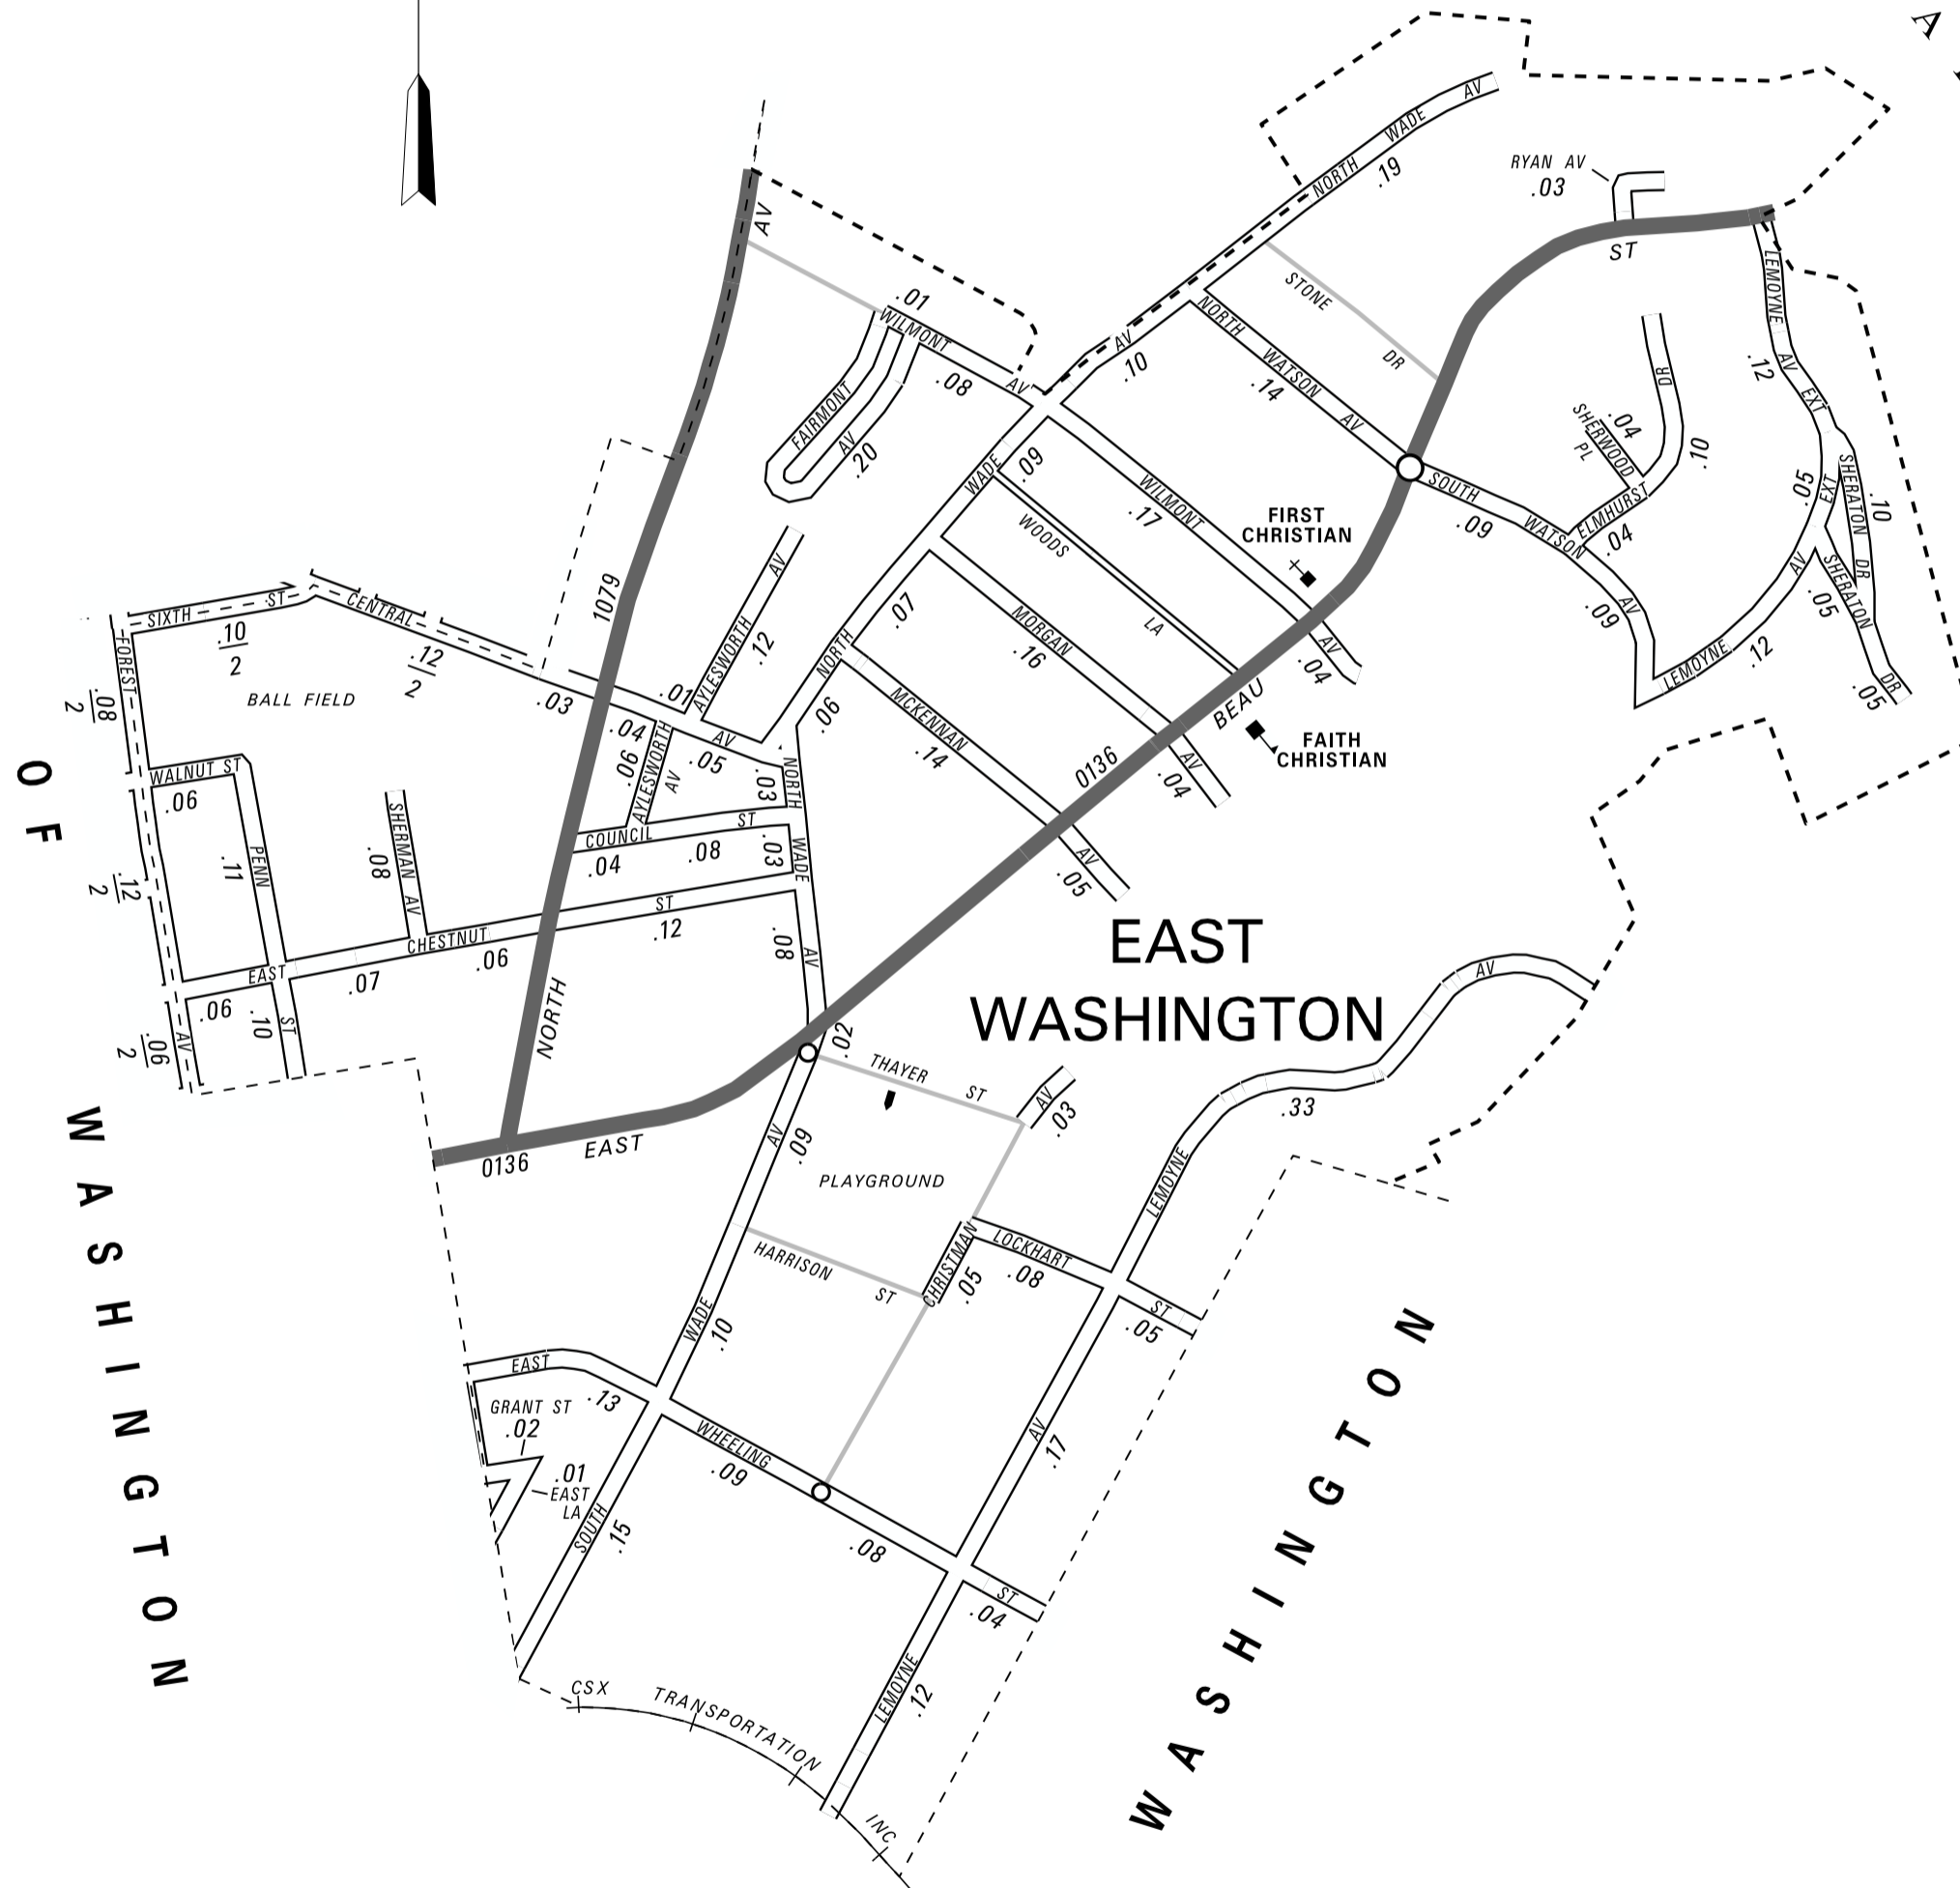 A
NORTH WADE AV
.19
RYAN AV
.03
ST
AV
STONE DR
LEMOYNE AV EXT
.12
.01
WILMONT AV
.08
FAIRMONT AV
.20
AV
.10
NORTH WATSON AV
.14
DR
.10
SHERWOOD PL
.04
ELMHURST
.04
SOUTH WATSON AV
.09
.09
.05
EXT
SHERATON DR
.10
SHERATON DR
.05
.05
LEMOYNE AV
.12
WADE
.09
WILMONT AV
.17
.04
FIRST
CHRISTIAN
WOODS LA
MORGAN AV
.16
.04
.07
NORTH
.06
MCKENNAN AV
.14
.05
BEAU
0136
FAITH
CHRISTIAN
1079
AYLESWORTH AV
.12
.01
SIXTH ST
.10
2
CENTRAL AV
.12
2
.03
.04
.05
FOREST AV
.08
2
BALL FIELD
AYLESWORTH AV
.06
.03
NORTH WADE AV
.03
.08
WALNUT ST
.06
COUNCIL ST
.04
.08
PENN ST
.11
.10
SHERMAN AV
.08
.12
2
EAST CHESTNUT ST
.06
.07
.06
.12
.06
2
NORTH
EAST
WASHINGTON
.02
THAYER ST
AV
.03
0136
EAST
AV
.33
PLAYGROUND
AV
.09
LEMOYNE
HARRISON ST
CHRISTMAN
.05
LOCKHART ST
.08
.05
WADE
.10
EAST
.13
GRANT ST
.02
.01
EAST
LA
WHEELING ST
.09
.08
.04
AV
.17
SOUTH
.15
LEMOYNE
.12
CSX TRANSPORTATION INC
OF WASHINGTON
WASHINGTON